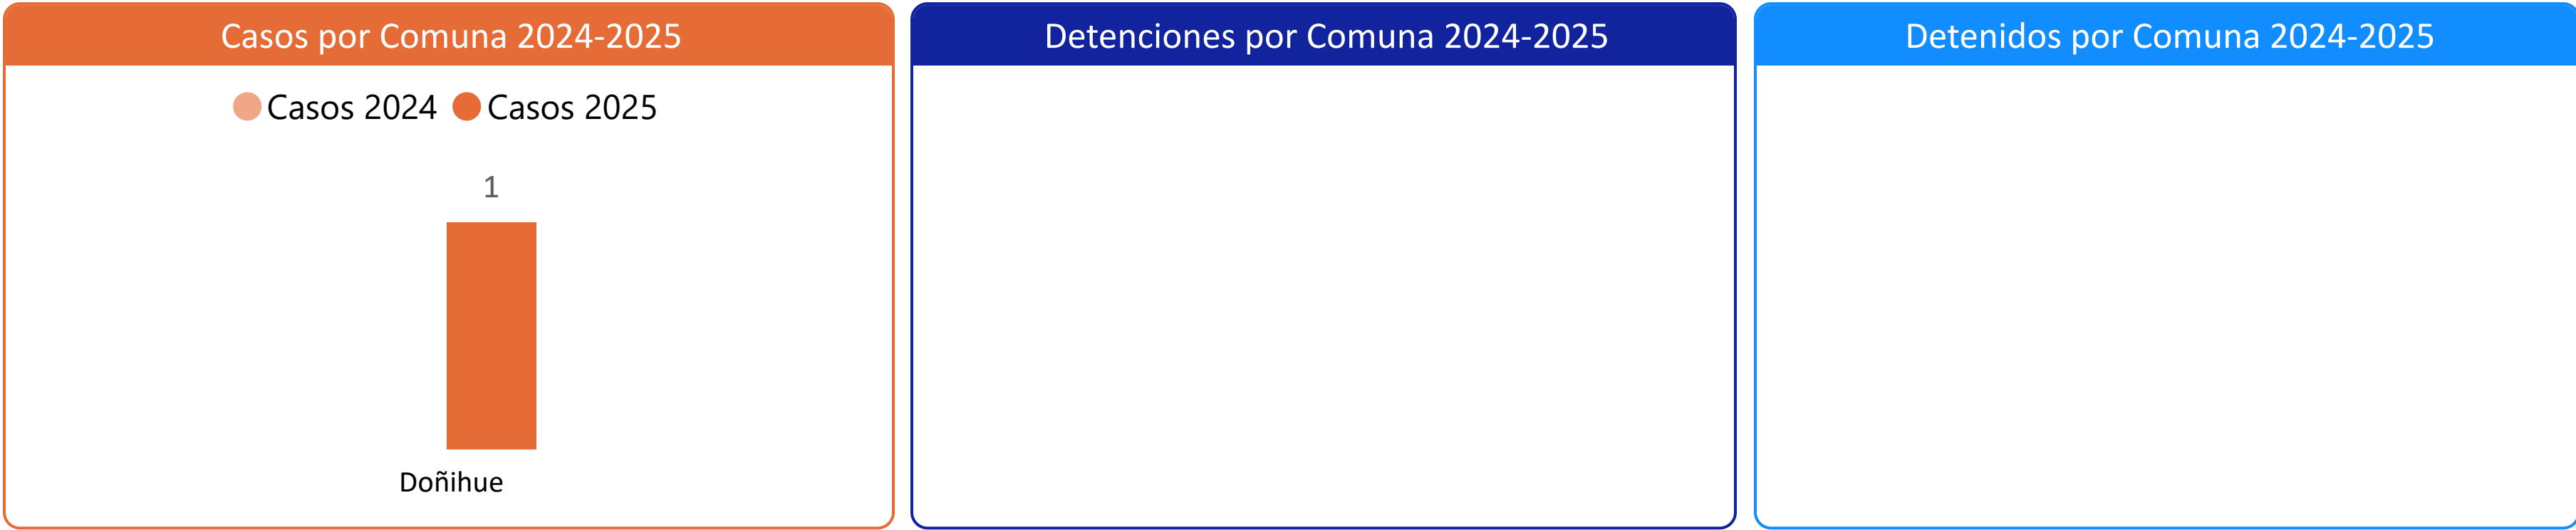 Casos por Comuna 2024-2025
Casos 2024 Casos 2025
1
Doñihue
Detenciones por Comuna 2024-2025
Detenidos por Comuna 2024-2025